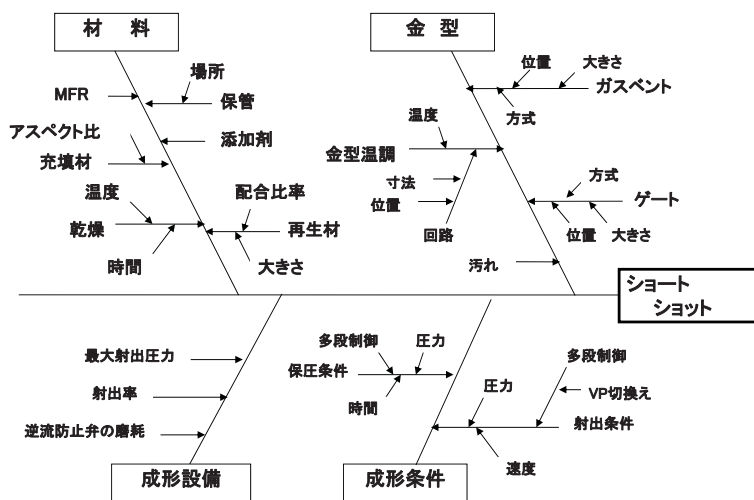 材 料
金 型
場所
MFR
保管
アスペクト比
添加剤
充填材
温度
配合比率
乾燥
再生材
時間
大きさ
位置
大きさ
ガスベント
方式
温度
金型温調
寸法
位置
回路
方式
ゲート
位置
大きさ
汚れ
ショート
ショット
最大射出圧力
射出率
逆流防止弁の磨耗
多段制御
圧力
保圧条件
時間
多段制御
圧力
VP切換え
射出条件
速度
成形設備
成形条件